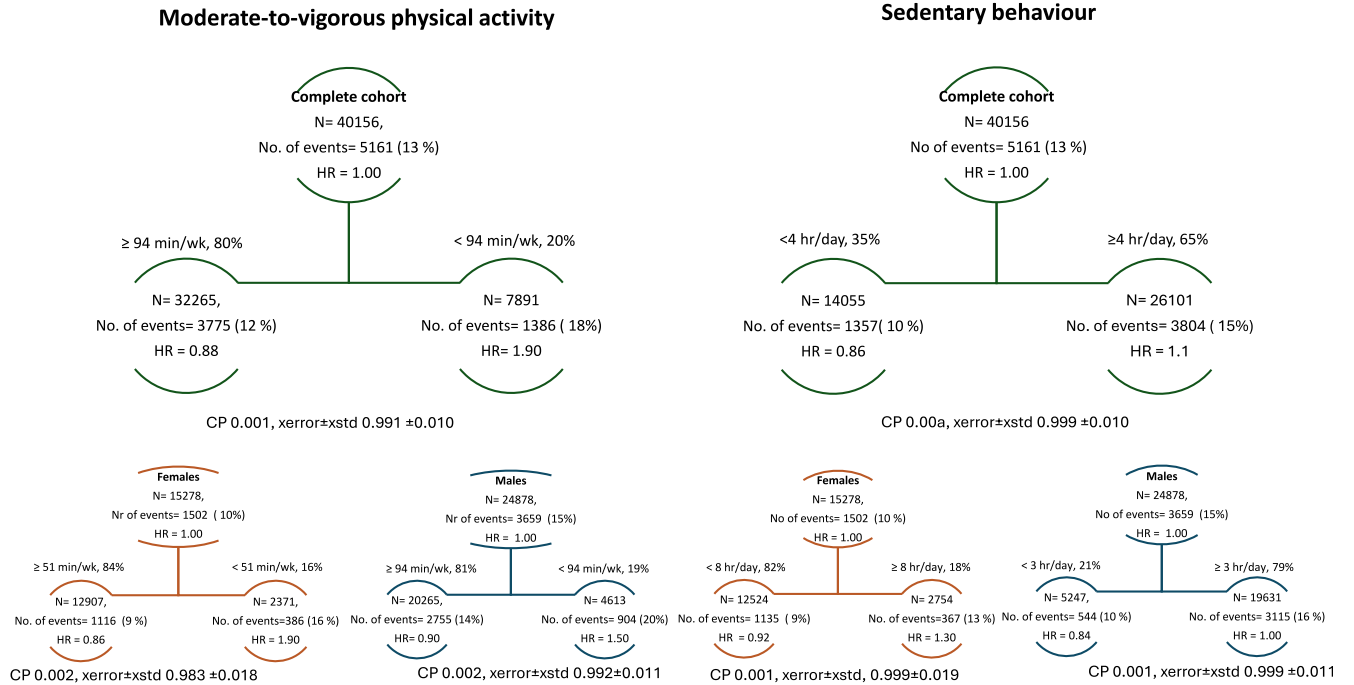 Moderate-to-vigorous physical activity
Complete cohort
N= 40156,
No. of events= 5161 (13 %)
HR = 1.00
≥ 94 min/wk, 80%
< 94 min/wk, 20%
N= 32265,
No. of events= 3775 (12 %)
HR = 0.88
N= 7891
No. of events= 1386 ( 18%)
HR= 1.90
CP 0.001, xerror±xstd 0.991 ±0.010
Females
N= 15278,
Nr of events= 1502 ( 10%)
HR = 1.00
≥ 51 min/wk, 84%
< 51 min/wk, 16%
N= 12907,
No. of events= 1116 (9 %)
HR = 0.86
N= 2371,
No. of events=386 (16 %)
HR = 1.90
CP 0.002, xerror±xstd 0.983 ±0.018
Males
N= 24878,
Nr of events= 3659 (15%)
HR = 1.00
≥ 94 min/wk, 81%
< 94 min/wk, 19%
N= 20265,
No. of events= 2755 (14%)
HR= 0.90
N= 4613
No. of events= 904 (20%)
HR = 1.50
CP 0.002, xerror±xstd 0.992±0.011
Sedentary behaviour
Complete cohort
N= 40156
No of events= 5161 (13 %)
HR = 1.00
<4 hr/day, 35%
≥4 hr/day, 65%
N= 14055
No. of events= 1357( 10 %)
HR = 0.86
N= 26101
No. of events= 3804 ( 15%)
HR = 1.1
CP 0.00a, xerror±xstd 0.999 ±0.010
Females
N= 15278,
No of events= 1502 (10 %)
HR = 1.00
< 8 hr/day, 82%
≥ 8 hr/day, 18%
N= 12524
No. of events= 1135 ( 9%)
HR = 0.92
N= 2754
No. of events=367 (13 %)
HR = 1.30
CP 0.001, xerror±xstd, 0.999±0.019
Males
N= 24878,
No of events= 3659 (15%)
HR = 1.00
< 3 hr/day, 21%
≥ 3 hr/day, 79%
N= 5247,
No. of events= 544 (10 %)
HR = 0.84
N= 19631
No. of events= 3115 (16 %)
HR = 1.00
CP 0.001, xerror±xstd = 0.999 ±0.011